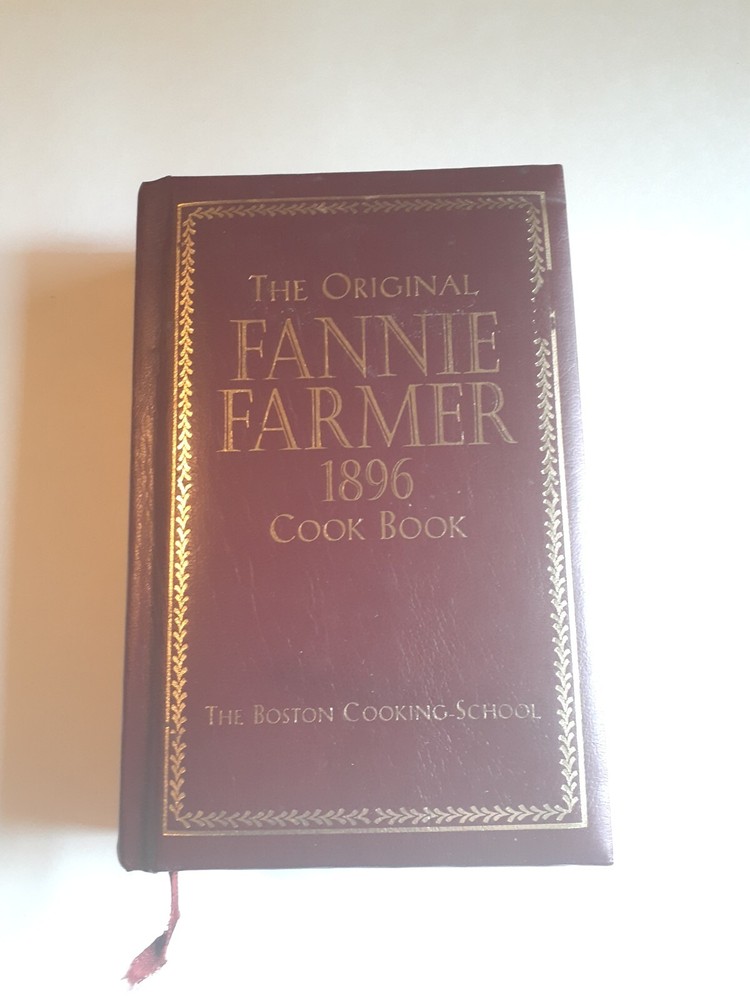 The Original
FANNIE
FARMER
1896
Cook Book
The Boston Cooking-School